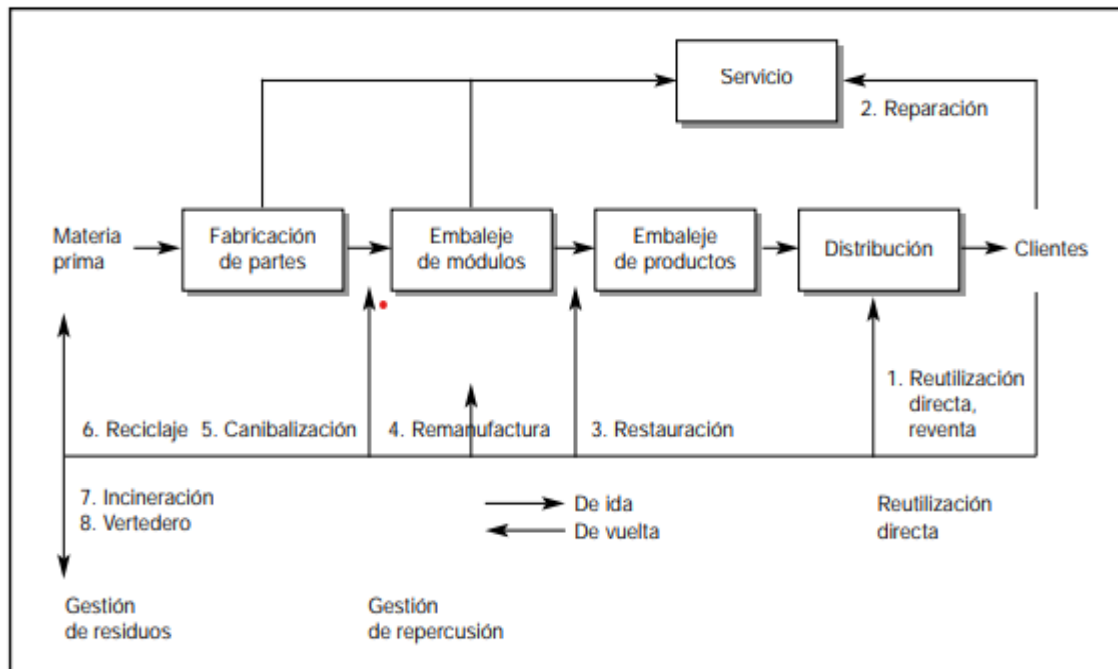 Servicio
2. Reparación
Materia
prima
Fabricación
de partes
Embaleje
de módulos
Embaleje
de productos
Distribución
Clientes
1. Reutilización
directa,
reventa
6. Reciclaje
5. Canibalización
4. Remanufactura
3. Restauración
7. Incineración
8. Vertedero
De ida
De vuelta
Reutilización
directa
Gestión
de residuos
Gestión
de repercusión